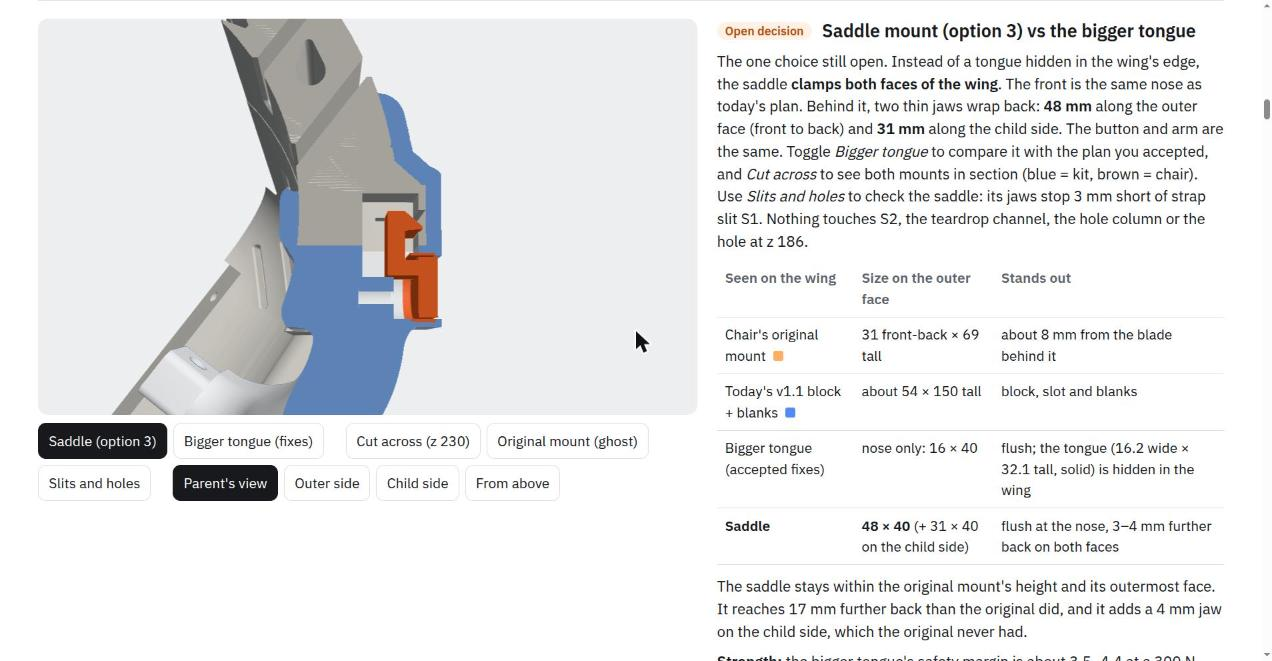 Open decision Saddle mount (option 3) vs the bigger tongue
The one choice still open. Instead of a tongue hidden in the wing's edge,
the saddle clamps both faces of the wing. The front is the same nose as
today's plan. Behind it, two thin jaws wrap back: 48 mm along the outer
face (front to back) and 31 mm along the child side. The button and arm are
the same. Toggle Bigger tongue to compare it with the plan you accepted,
and Cut across to see both mounts in section (blue = kit, brown = chair).
Use Slits and holes to check the saddle: its jaws stop 3 mm short of strap
slit S1. Nothing touches S2, the teardrop channel, the hole column or the
hole at z 186.
Seen on the wing Size on the outer Stands out
face
Chair's original 31 front-back × 69 about 8 mm from the blade
mount tall behind it
Today's v1.1 block about 54 × 150 tall block, slot and blanks
+ blanks
Bigger tongue nose only: 16 × 40 flush; the tongue (16.2 wide ×
(accepted fixes) 32.1 tall, solid) is hidden in the
wing
Saddle 48 × 40 (+ 31 × 40 flush at the nose, 3–4 mm further
on the child side) back on both faces
The saddle stays within the original mount's height and its outermost face.
It reaches 17 mm further back than the original did, and it adds a 4 mm jaw
on the child side, which the original never had.
Saddle (option 3) Bigger tongue (fixes) Cut across (z 230) Original mount (ghost)
Slits and holes Parent's view Outer side Child side From above